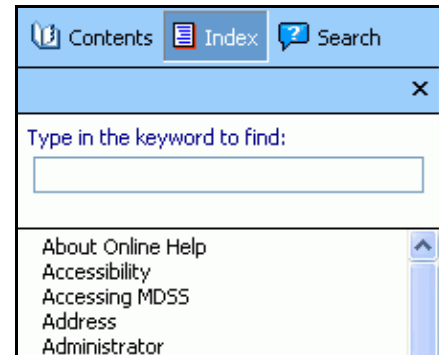 Contents Index Search
Type in the keyword to find:
About Online Help
Accessibility
Accessing MDSS
Address
Administrator